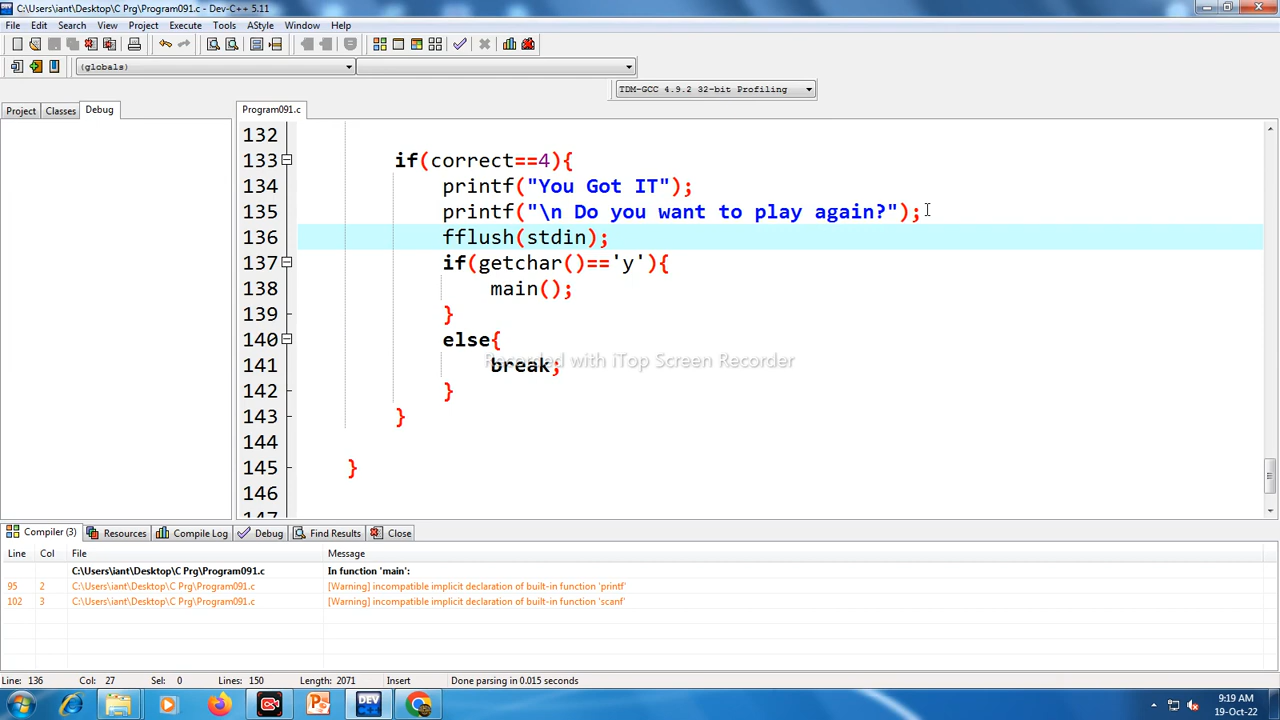 C:\Users\iant\Desktop\C Prg\Program091.c - Dev-C++ 5.11
File Edit Search View Project Execute Tools AStyle Window Help
(globals)
TDM-GCC 4.9.2 32-bit Profiling
Project Classes Debug
Program091.c
132
133 if(correct==4){
134 printf("You Got IT");
135 printf("\n Do you want to play again?");
136 fflush(stdin);
137 if(getchar()=='y'){
138 main();
139 }
140 else{
Recorded with iTop Screen Recorder
141 break;
142 }
143 }
144
145 }
146
147
Compiler (3) Resources Compile Log Debug Find Results Close
Line Col File Message
C:\Users\iant\Desktop\C Prg\Program091.c In function 'main':
95 2 C:\Users\iant\Desktop\C Prg\Program091.c [Warning] incompatible implicit declaration of built-in function 'printf'
102 3 C:\Users\iant\Desktop\C Prg\Program091.c [Warning] incompatible implicit declaration of built-in function 'scanf'
Line: 136 Col: 27 Sel: 0 Lines: 150 Length: 2071 Insert Done parsing in 0.015 seconds
DEV
9:19 AM
19-Oct-22